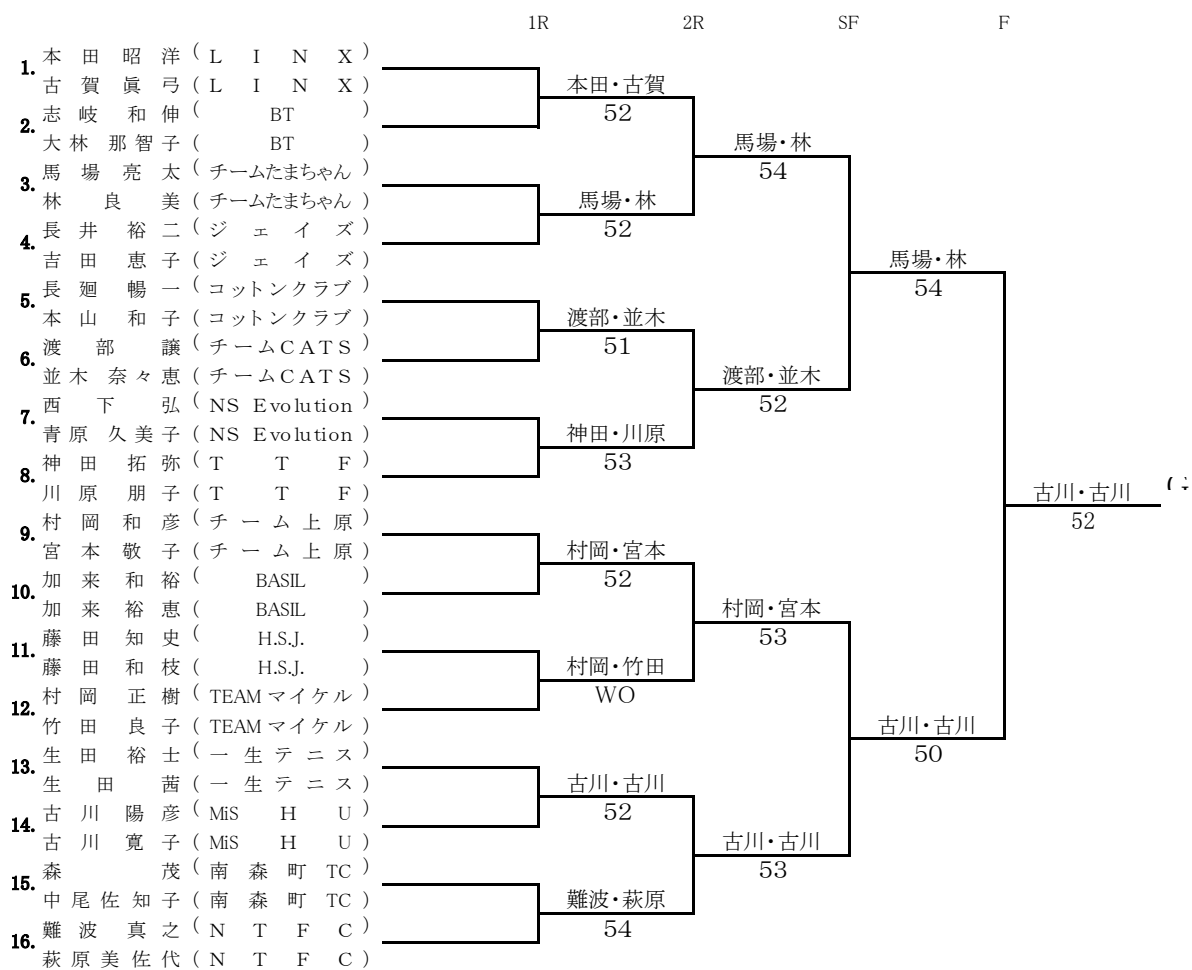 1R 2R SF F
1. 本田昭洋 (LINX)
古賀眞弓 (LINX)
本田・古賀
52
2. 志岐和伸 (BT)
大林那智子 (BT)
馬場・林
54
3. 馬場亮太 (チームたまちゃん)
林良美 (チームたまちゃん)
馬場・林
52
4. 長井裕二 (ジェイズ)
吉田恵子 (ジェイズ)
馬場・林
54
5. 長廻暢一 (コットンクラブ)
本山和子 (コットンクラブ)
渡部・並木
51
6. 渡部譲 (チームCATS)
並木奈々恵 (チームCATS)
渡部・並木
52
7. 西下弘 (NS Evolution)
青原久美子 (NS Evolution)
神田・川原
53
8. 神田拓弥 (TTF)
川原朋子 (TTF)
古川・古川
52
9. 村岡和彦 (チーム上原)
宮本敬子 (チーム上原)
村岡・宮本
52
10. 加来和裕 (BASIL)
加来裕恵 (BASIL)
村岡・宮本
53
11. 藤田知史 (H.S.J.)
藤田和枝 (H.S.J.)
村岡・竹田
WO
12. 村岡正樹 (TEAMマイケル)
竹田良子 (TEAMマイケル)
古川・古川
50
13. 生田裕士 (一生テニス)
生田茜 (一生テニス)
古川・古川
52
14. 古川陽彦 (MiSHU)
古川寛子 (MiSHU)
古川・古川
53
15. 森茂 (南森町TC)
中尾佐知子 (南森町TC)
難波・萩原
54
16. 難波真之 (NTFC)
萩原美佐代 (NTFC)